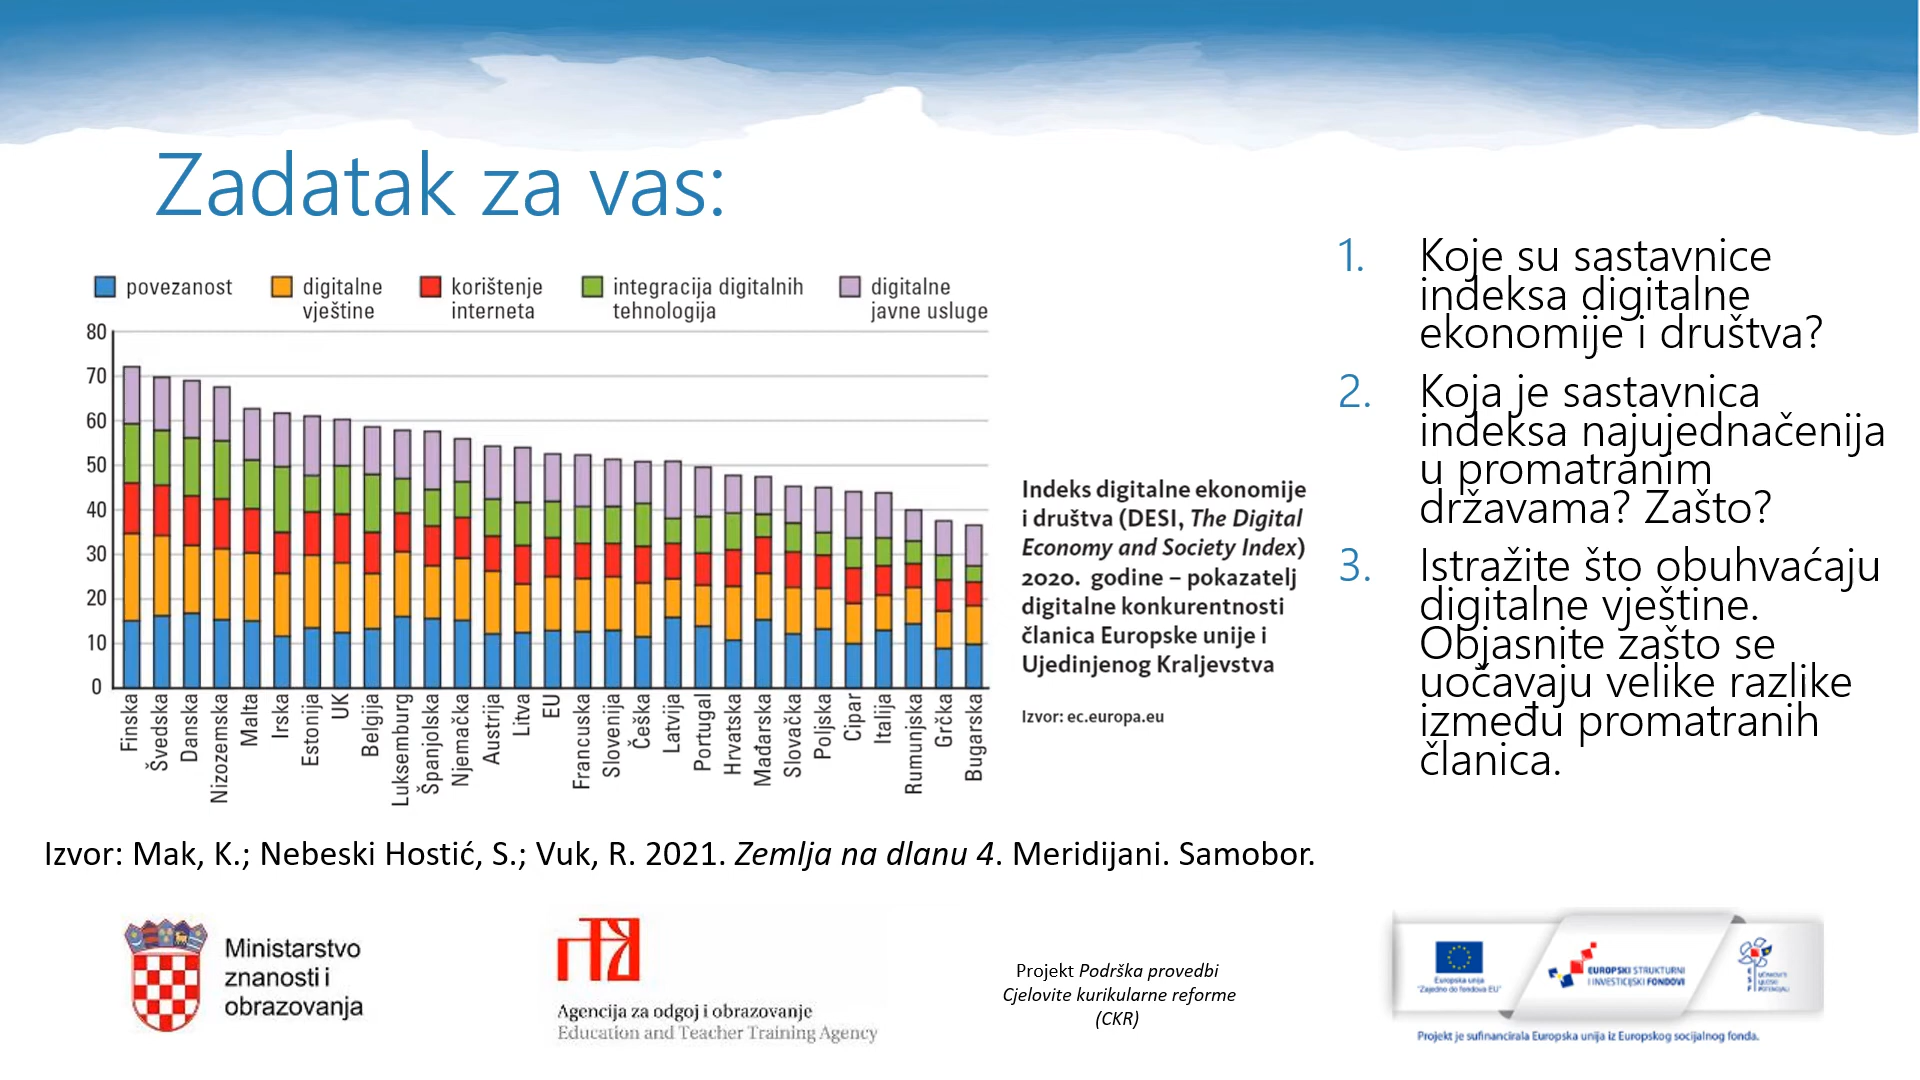 Zadatak za vas:
povezanost
digitalne
vještine
korištenje
interneta
integracija digitalnih
tehnologija
digitalne
javne usluge
80
70
60
50
40
30
20
10
0
Finska
Švedska
Danska
Nizozemska
Malta
Irska
Estonija
UK
Belgija
Luksemburg
Španjolska
Njemačka
Austrija
Litva
EU
Francuska
Slovenija
Češka
Latvija
Portugal
Hrvatska
Mađarska
Slovačka
Poljska
Cipar
Italija
Rumunjska
Grčka
Bugarska
Indeks digitalne ekonomije
i društva (DESI, The Digital
Economy and Society Index)
2020. godine – pokazatelj
digitalne konkurentnosti
članica Europske unije i
Ujedinjenog Kraljevstva
Izvor: ec.europa.eu
1. Koje su sastavnice
indeksa digitalne
ekonomije i društva?
2. Koja je sastavnica
indeksa najujednačenija
u promatranim
državama? Zašto?
3. Istražite što obuhvaćaju
digitalne vještine.
Objasnite zašto se
uočavaju velike razlike
između promatranih
članica.
Izvor: Mak, K.; Nebeski Hostić, S.; Vuk, R. 2021. Zemlja na dlanu 4. Meridijani. Samobor.
Ministarstvo
znanosti i
obrazovanja
Agencija za odgoj i obrazovanje
Education and Teacher Training Agency
Projekt Podrška provedbi
Cjelovite kurikularne reforme
(CKR)
Europska unija
"Zajedno do fondova EU"
EUROPSKI STRUKTURNI
I INVESTICIJSKI FONDOVI
Projekt je sufinancirala Europska unija iz Europskog socijalnog fonda.